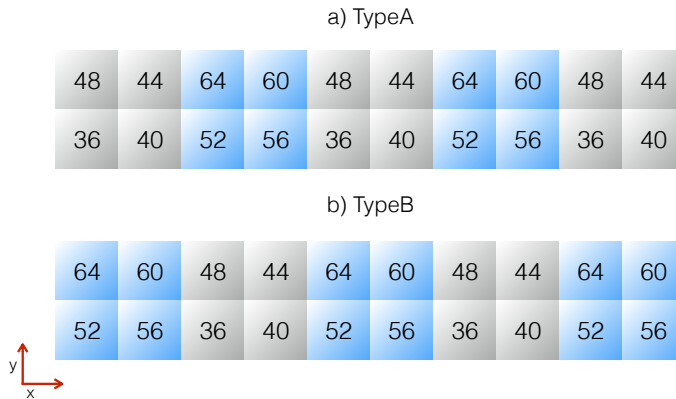 a) TypeA
48 44 64 60 48 44 64 60 48 44
36 40 52 56 36 40 52 56 36 40
b) TypeB
64 60 48 44 64 60 48 44 64 60
52 56 36 40 52 56 36 40 52 56
y
x